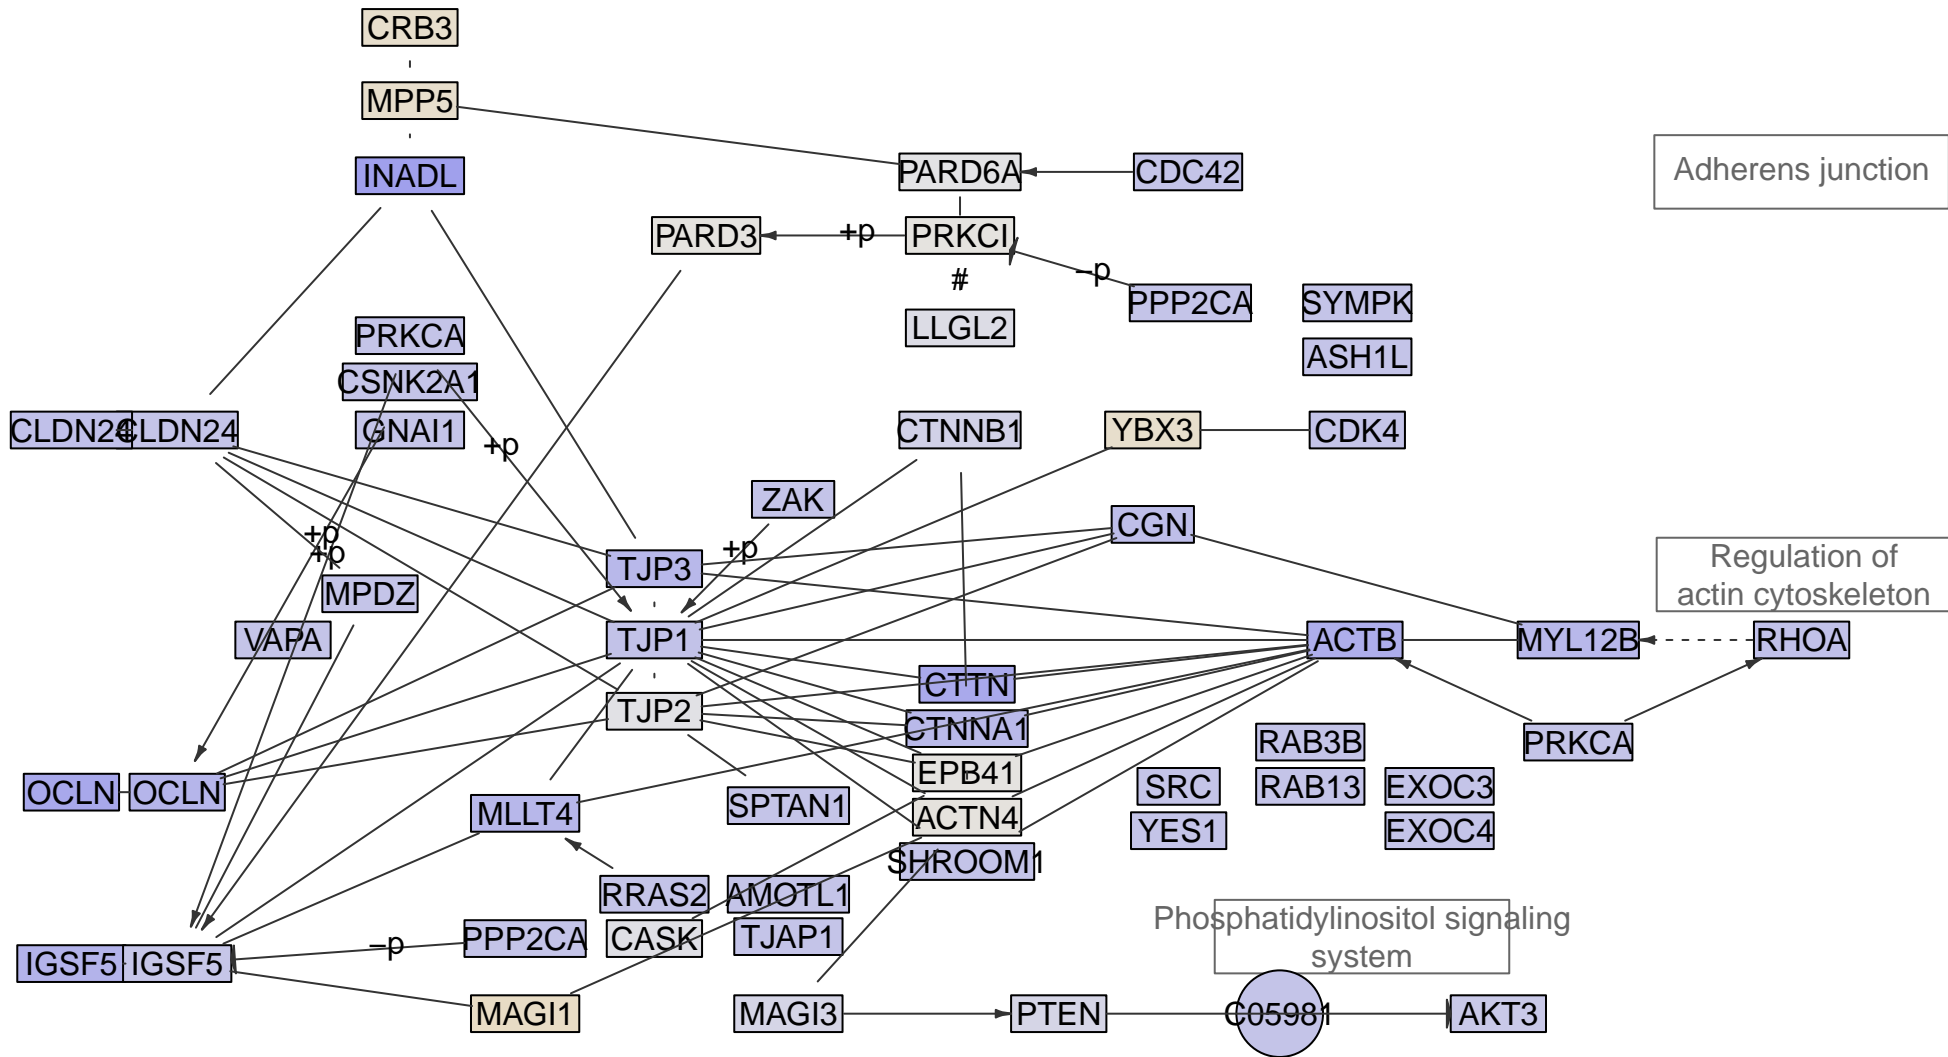 CRB3
MPP5
INADL
PARD6A
CDC42
Adherens junction
PARD3
+p
PRKCI
#
–p
PPP2CA
SYMPK
LLGL2
PRKCA
ASH1L
CSNK2A1
CLDN24
CLDN24
GNAI1
+p
CTNNB1
YBX3
CDK4
ZAK
CGN
+p
+p
+p
TJP3
Regulation of
actin cytoskeleton
MPDZ
VAPA
TJP1
ACTB
MYL12B
RHOA
CTTN
TJP2
CTNNA1
RAB3B
PRKCA
EPB41
OCLN
OCLN
MLLT4
SPTAN1
SRC
RAB13
EXOC3
ACTN4
YES1
EXOC4
SHROOM1
RRAS2
AMOTL1
Phosphatidylinositol signaling
system
–p
PPP2CA
CASK
TJAP1
IGSF5
IGSF5
MAGI1
MAGI3
PTEN
C05981
AKT3